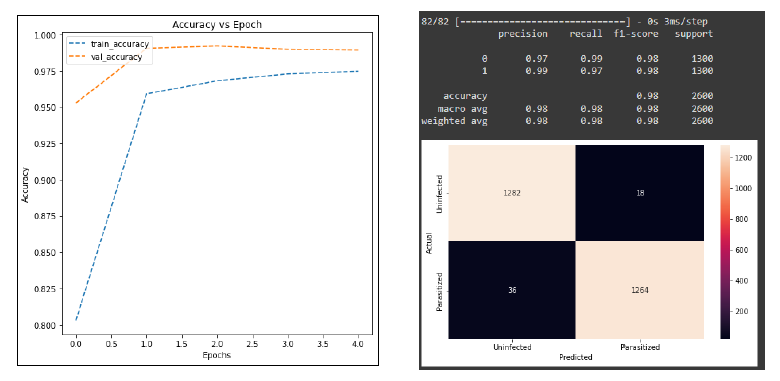 Accuracy vs Epoch
1.000
0.975
0.950
0.925
0.900
0.875
0.850
0.825
0.800
Accuracy
train_accuracy
val_accuracy
0.0 0.5 1.0 1.5 2.0 2.5 3.0 3.5 4.0
Epochs
82/82 [==============================] - 0s 3ms/step
precision recall f1-score support
0 0.97 0.99 0.98 1300
1 0.99 0.97 0.98 1300
accuracy 0.98 2600
macro avg 0.98 0.98 0.98 2600
weighted avg 0.98 0.98 0.98 2600
Actual
Uninfected
Parasitized
1282 18
36 1264
Uninfected Parasitized
Predicted
1200
1000
800
600
400
200